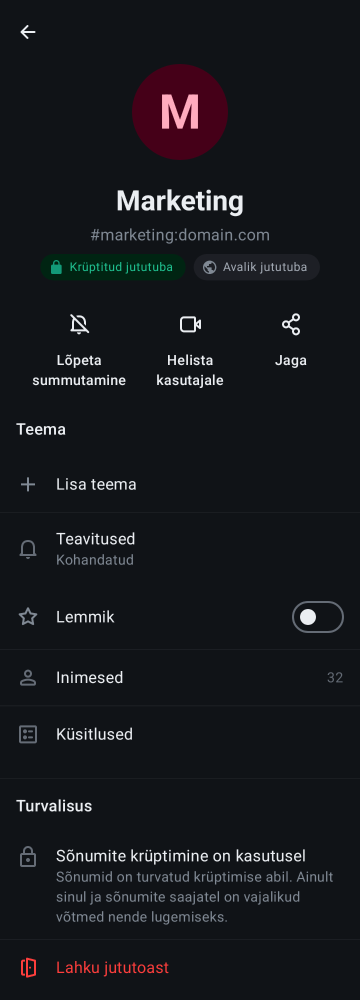 M
Marketing
#marketing:domain.com
Krüptitud jututuba
Avalik jututuba
Lõpeta
summutamine
Helista
kasutajale
Jaga
Teema
Lisa teema
Teavitused
Kohandatud
Lemmik
Inimesed 32
Küsitlused
Turvalisus
Sõnumite krüptimine on kasutusel
Sõnumid on turvatud krüptimise abil. Ainult
sinul ja sõnumite saajatel on vajalikud
võtmed nende lugemiseks.
Lahku jututoast